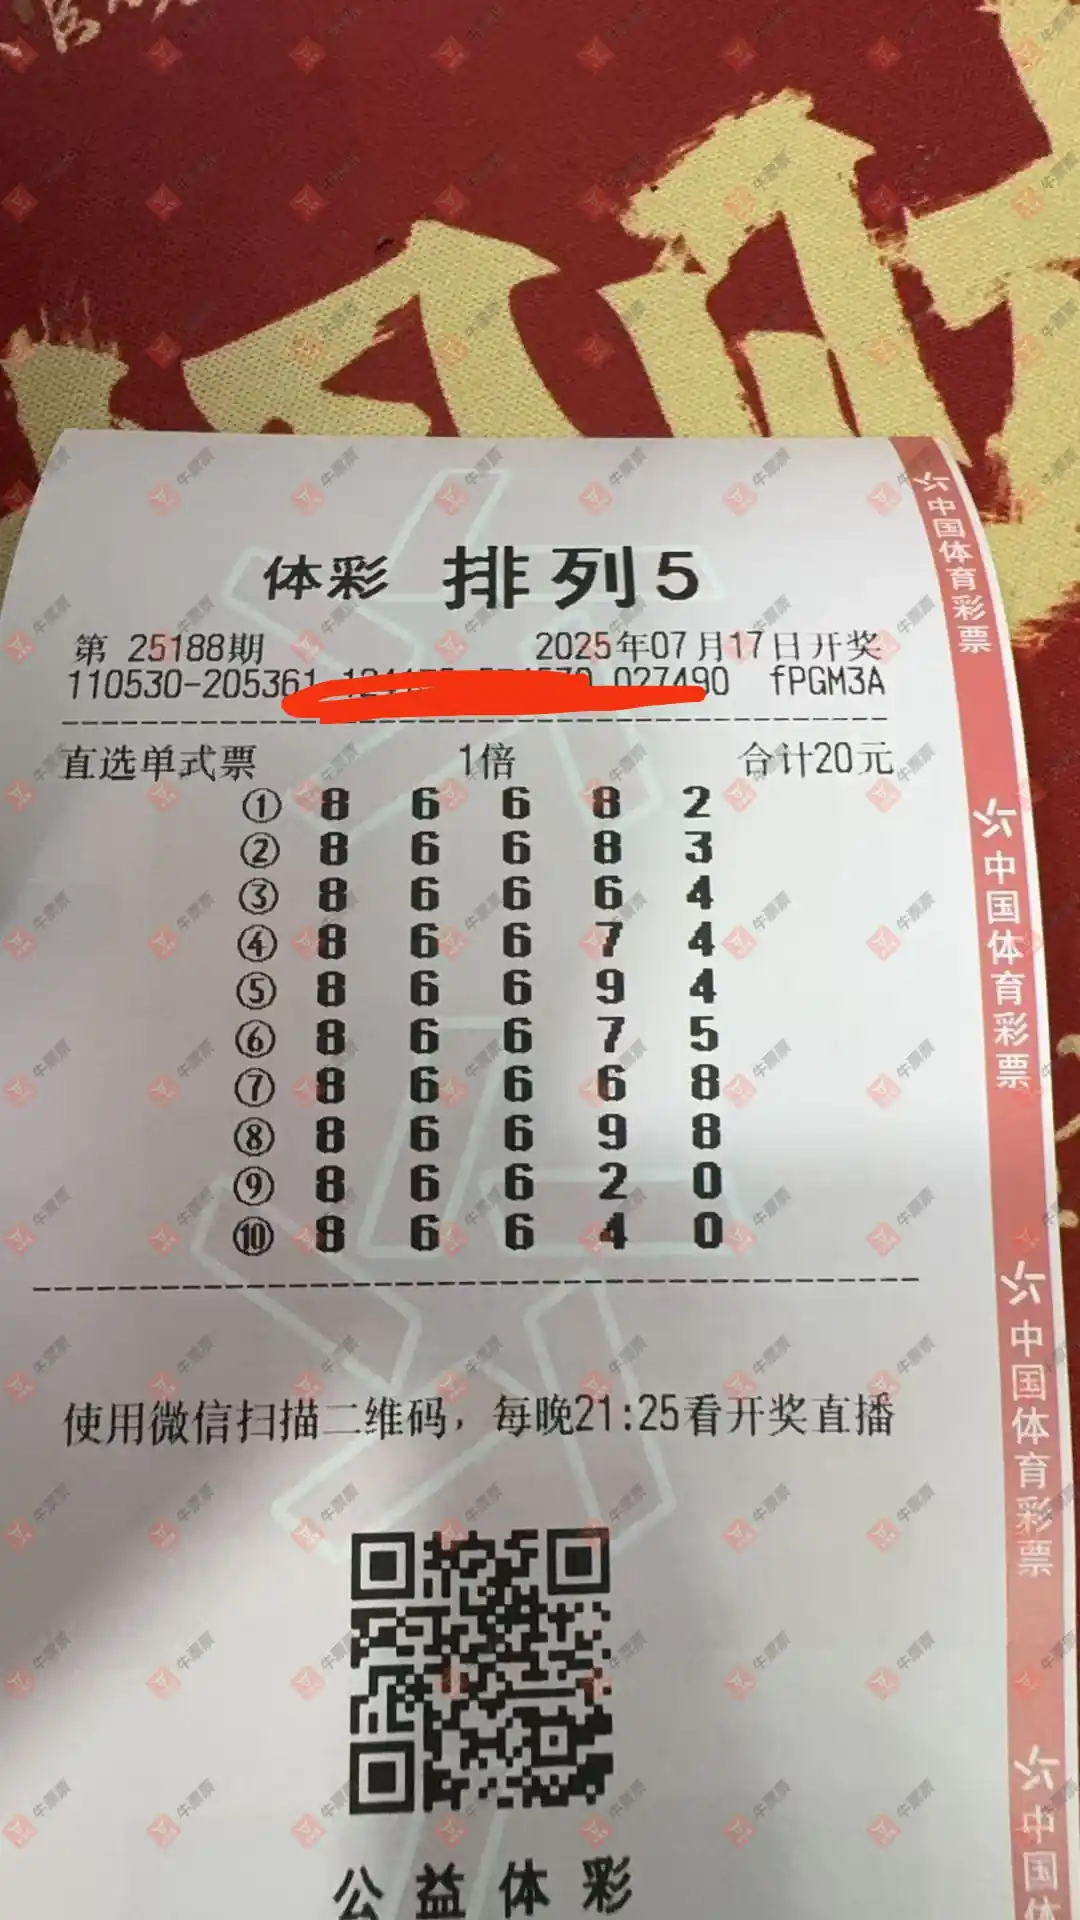 体彩 排列5
第 25188期 2025年07月17日开奖
110530-205361 027490 fPGM3A
直选单式票 1倍 合计20元
① 8 6 6 8 2
② 8 6 6 8 3
③ 8 6 6 6 4
④ 8 6 6 7 4
⑤ 8 6 6 9 4
⑥ 8 6 6 7 5
⑦ 8 6 6 6 8
⑧ 8 6 6 9 8
⑨ 8 6 6 2 0
⑩ 8 6 6 4 0
使用微信扫描二维码，每晚21:25看开奖直播
公益体彩
中国体育彩票
中国体育彩票
中国体育彩票
中国体
牛票票